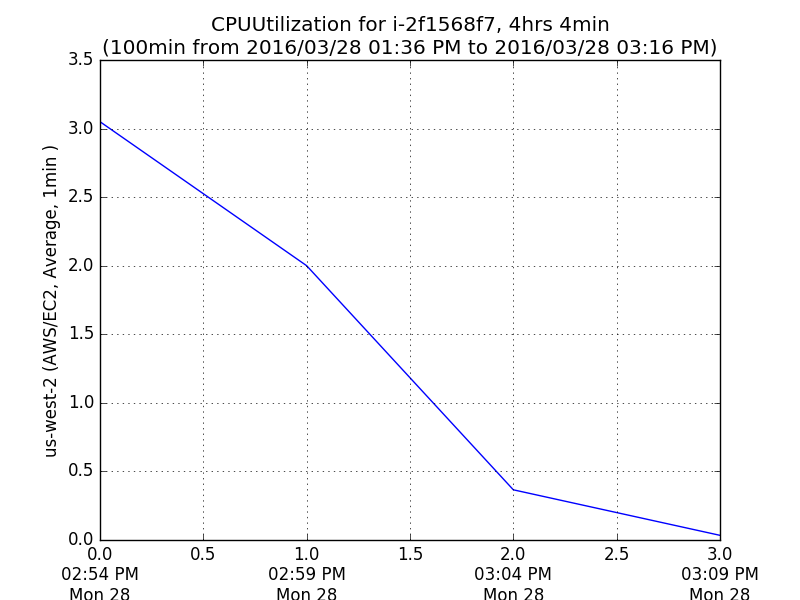 CPUUtilization for i-2f1568f7, 4hrs 4min
(100min from 2016/03/28 01:36 PM to 2016/03/28 03:16 PM)
us-west-2 (AWS/EC2, Average, 1min )
3.5
3.0
2.5
2.0
1.5
1.0
0.5
0.0
0.0 0.5 1.0 1.5 2.0 2.5 3.0
02:54 PM 02:59 PM 03:04 PM 03:09 PM
Mon 28 Mon 28 Mon 28 Mon 28